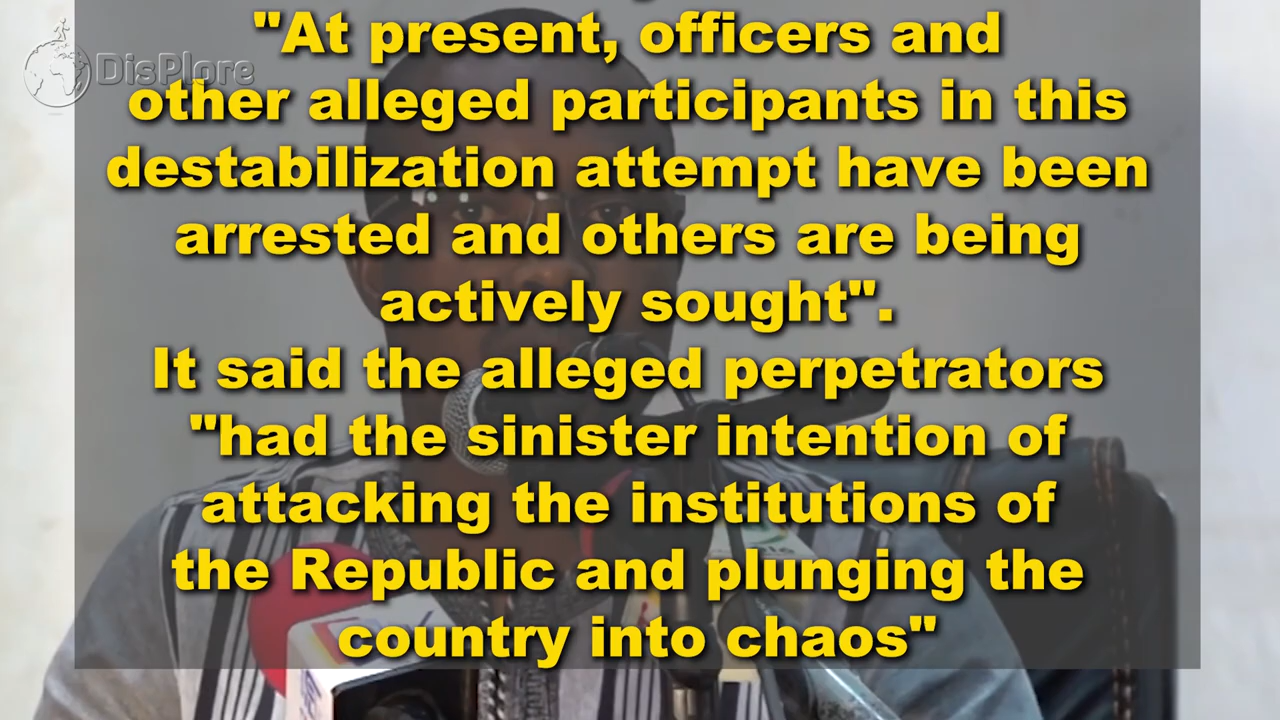 DisPlore
"At present, officers and
other alleged participants in this
destabilization attempt have been
arrested and others are being
actively sought".
It said the alleged perpetrators
"had the sinister intention of
attacking the institutions of
the Republic and plunging the
country into chaos"